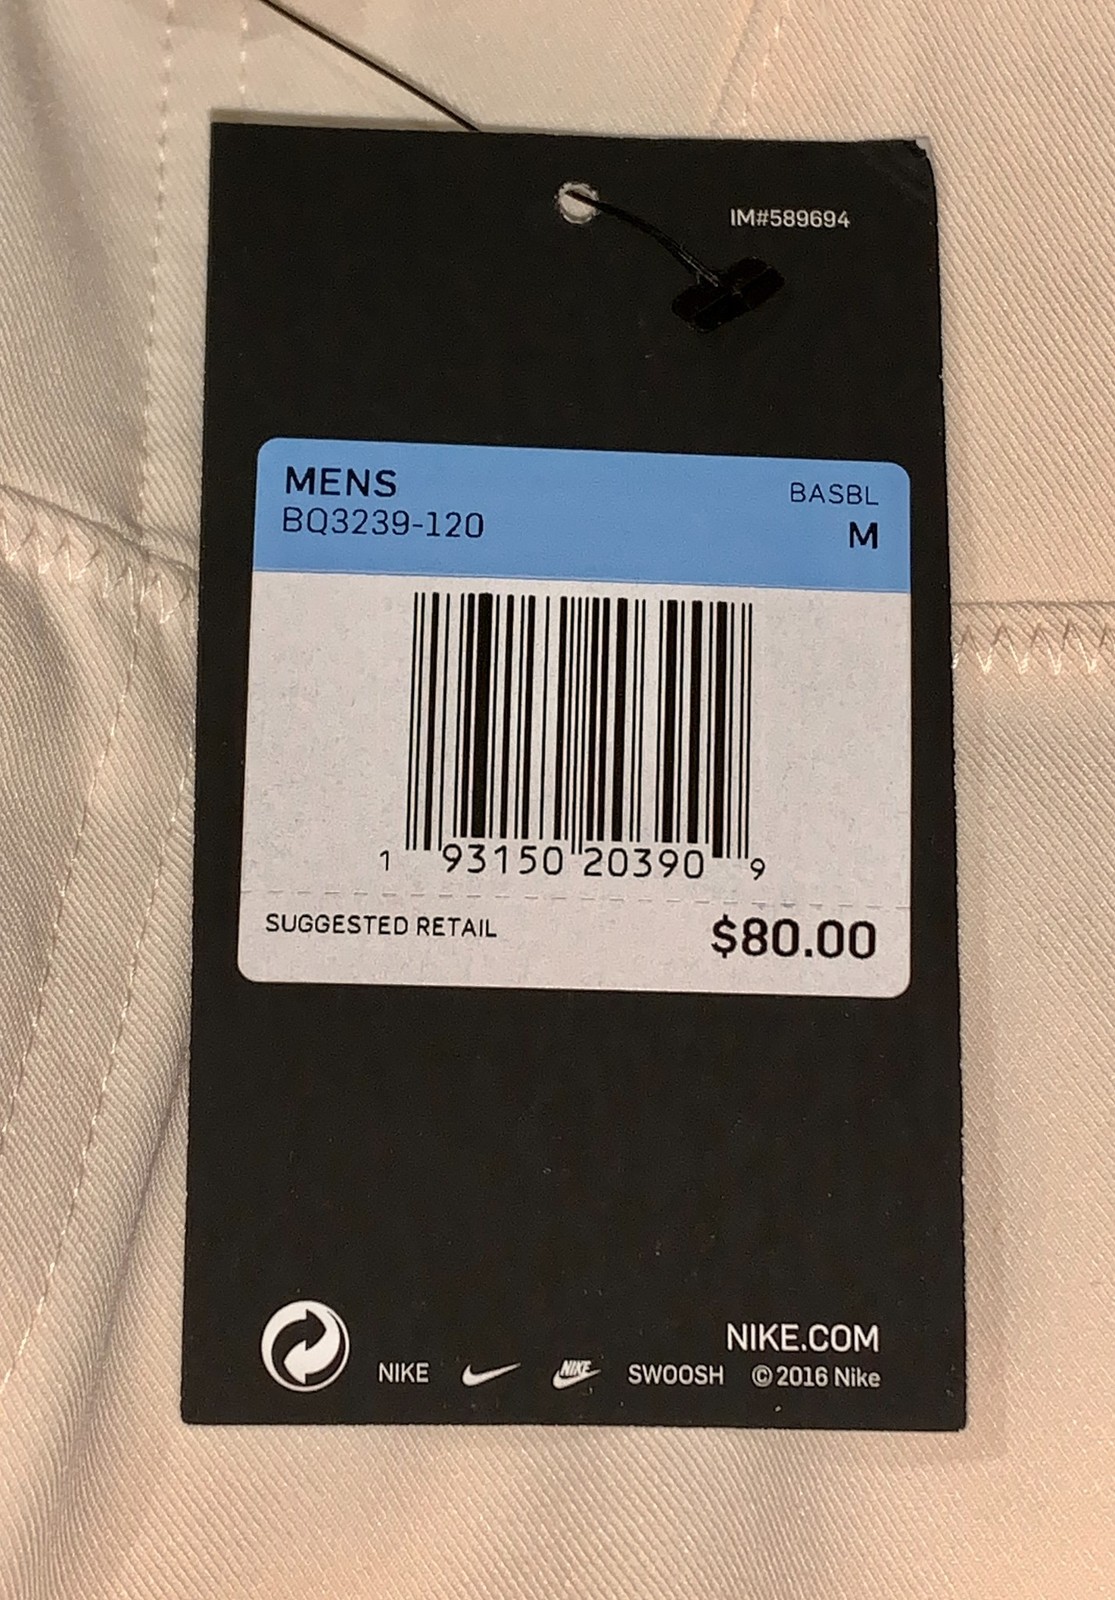 IM#589694
MENS BASBL
BQ3239-120 M
1 93150 20390 9
SUGGESTED RETAIL $80.00
NIKE.COM
NIKE NIKE SWOOSH ©2016 Nike